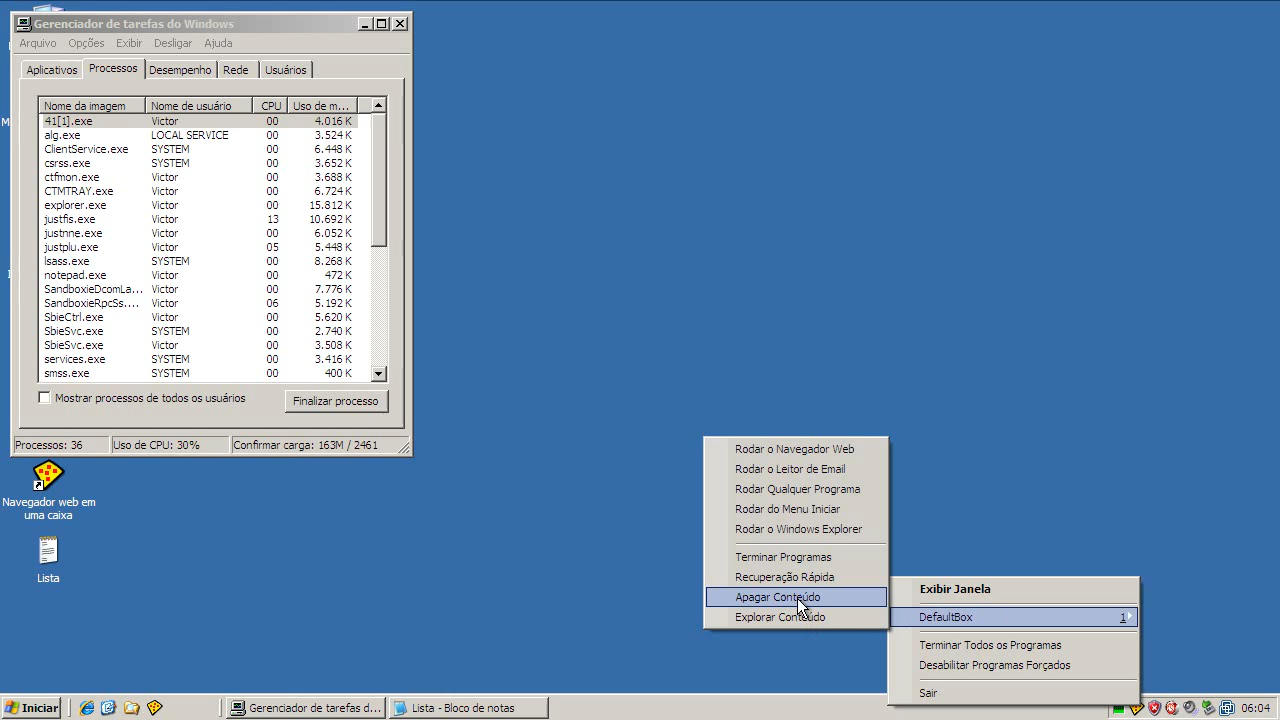 Gerenciador de tarefas do Windows
Arquivo Opções Exibir Desligar Ajuda
Aplicativos Processos Desempenho Rede Usuários
Nome da imagem Nome de usuário CPU Uso de m...
41[1].exe Victor 00 4.016 K
alg.exe LOCAL SERVICE 00 3.524 K
ClientService.exe SYSTEM 00 6.448 K
csrss.exe SYSTEM 00 3.652 K
ctfmon.exe Victor 00 3.688 K
CTMTRAY.exe Victor 00 6.724 K
explorer.exe Victor 00 15.812 K
justfis.exe Victor 13 10.692 K
justnne.exe Victor 00 6.052 K
justplu.exe Victor 05 5.448 K
lsass.exe SYSTEM 00 8.268 K
notepad.exe Victor 00 472 K
SandboxieDcomLa... Victor 00 7.776 K
SandboxieRpcSs.... Victor 06 5.192 K
SbieCtrl.exe Victor 00 5.620 K
SbieSvc.exe SYSTEM 00 2.740 K
SbieSvc.exe Victor 00 3.508 K
services.exe SYSTEM 00 3.416 K
smss.exe SYSTEM 00 400 K
Mostrar processos de todos os usuários
Finalizar processo
Processos: 36 Uso de CPU: 30% Confirmar carga: 163M / 2461
Navegador web em
uma caixa
Lista
Rodar o Navegador Web
Rodar o Leitor de Email
Rodar Qualquer Programa
Rodar do Menu Iniciar
Rodar o Windows Explorer
Terminar Programas
Recuperação Rápida
Apagar Conteúdo
Explorar Conteúdo
Exibir Janela
DefaultBox 1
Terminar Todos os Programas
Desabilitar Programas Forçados
Sair
Iniciar
Gerenciador de tarefas d...
Lista - Bloco de notas
06:04